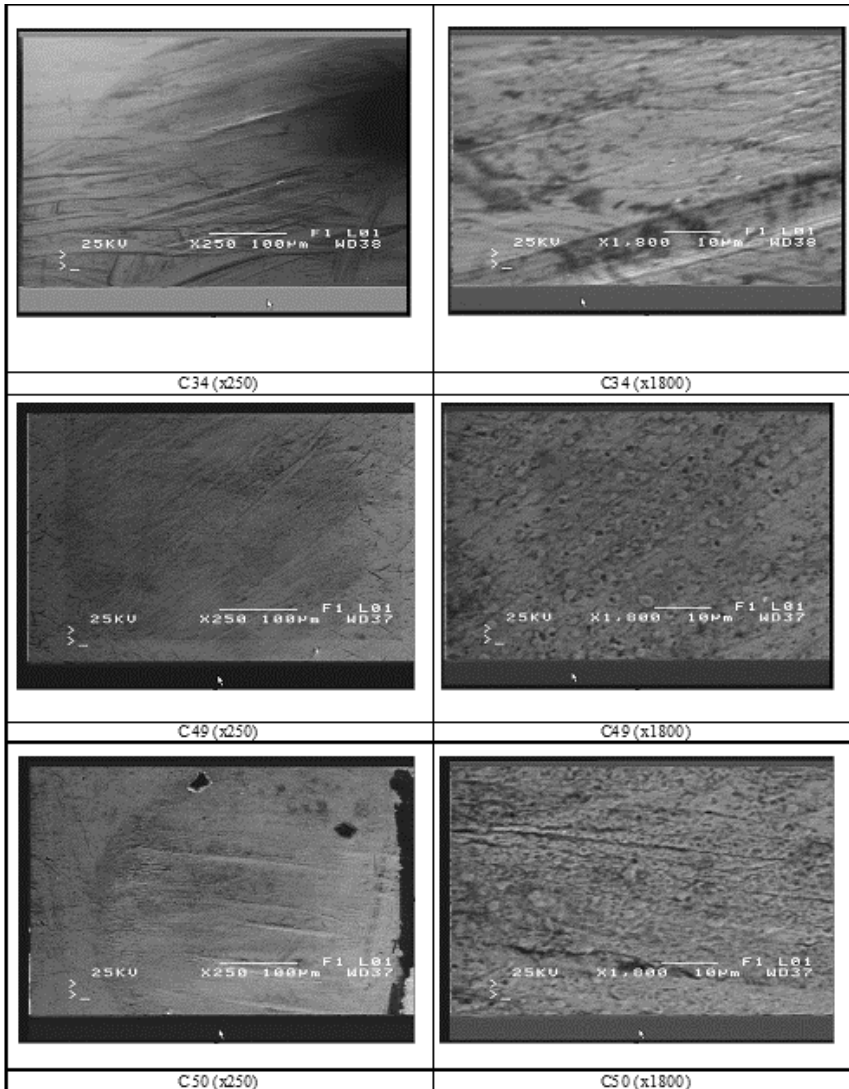 F1 L01
25KV X250 100µm WD38
>
>_
F1 L01
25KV X1,800 10µm WD38
>
>_
C34 (x250) C34 (x1800)
F1 L01
25KV X250 100µm WD37
>
>_
F1 L01
25KV X1,800 10µm WD37
>
>_
C49 (x250) C49 (x1800)
F1 L01
25KV X250 100µm WD37
>
>_
F1 L01
25KV X1,800 10µm WD37
>
>_
C50 (x250) C50 (x1800)